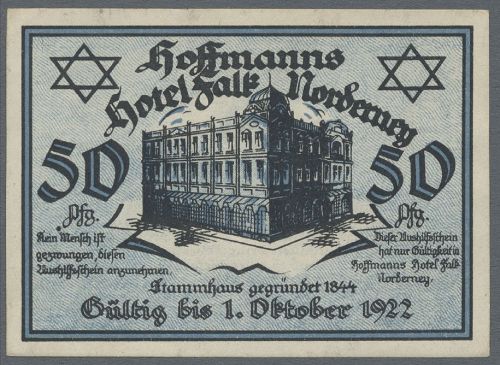 Hoffmanns
Hotel Falk Norderney
50
Pfg.
50
Pfg.
Kein Mensch ist
gezwungen, diesen
Aushilfsschein anzunehmen.
Dieser Aushilfsschein
hat nur Gültigkeit in
Hoffmanns Hotel Falk
Norderney.
Stammhaus gegründet 1844
Gültig bis 1. Oktober 1922